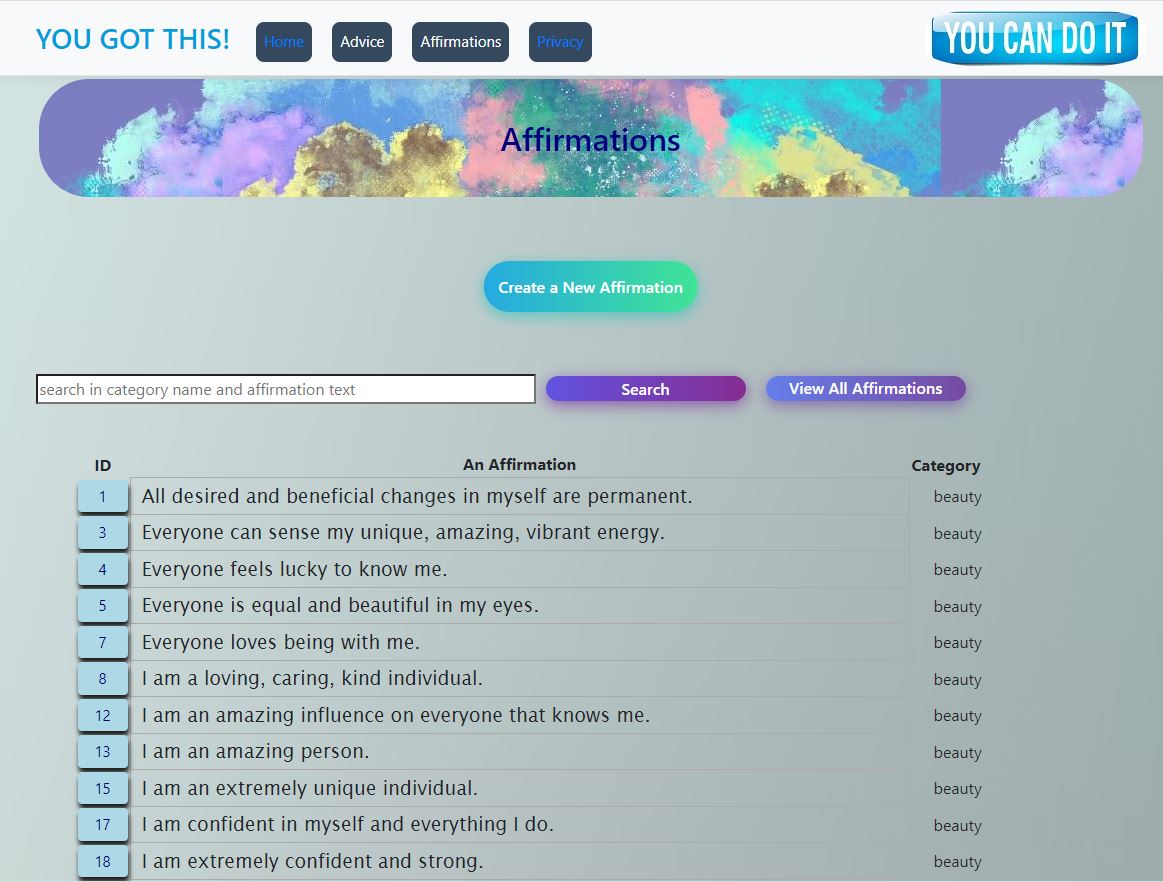 YOU GOT THIS! Home Advice Affirmations Privacy YOU CAN DO IT
Affirmations
Create a New Affirmation
search in category name and affirmation text Search View All Affirmations
ID An Affirmation Category
1 All desired and beneficial changes in myself are permanent. beauty
3 Everyone can sense my unique, amazing, vibrant energy. beauty
4 Everyone feels lucky to know me. beauty
5 Everyone is equal and beautiful in my eyes. beauty
7 Everyone loves being with me. beauty
8 I am a loving, caring, kind individual. beauty
12 I am an amazing influence on everyone that knows me. beauty
13 I am an amazing person. beauty
15 I am an extremely unique individual. beauty
17 I am confident in myself and everything I do. beauty
18 I am extremely confident and strong. beauty